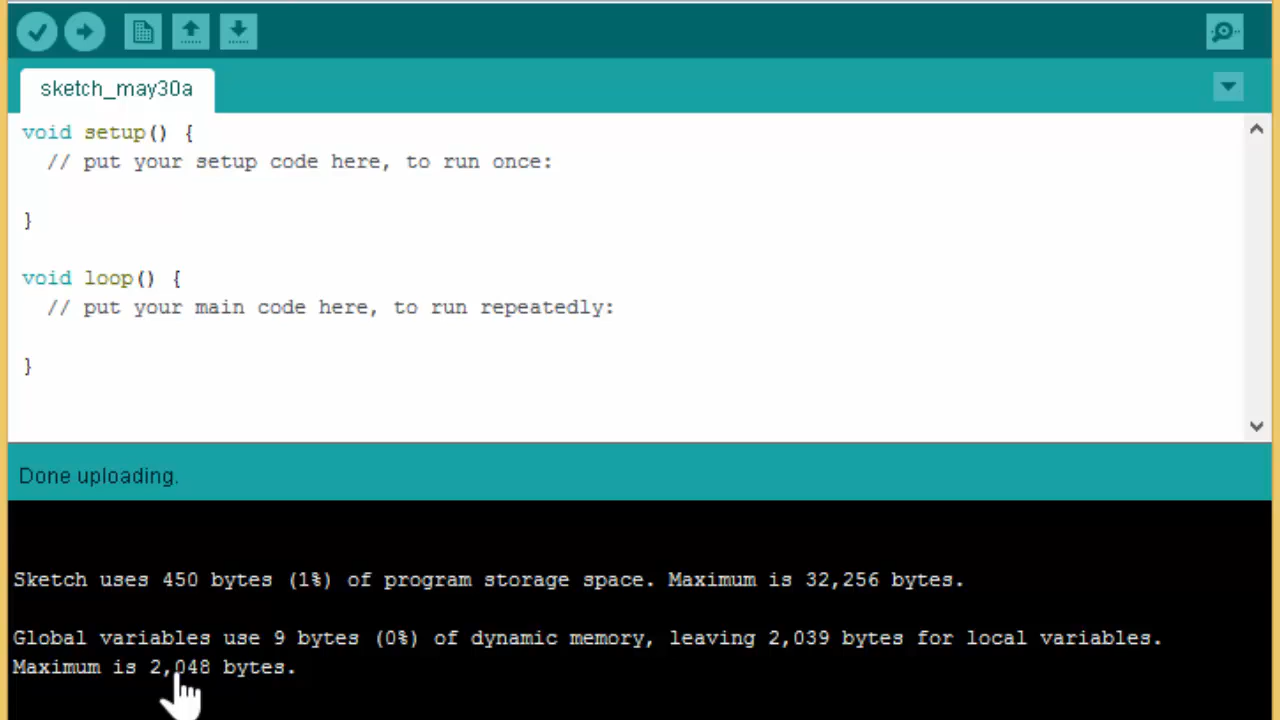 sketch_may30a
void setup() {
  // put your setup code here, to run once:
}
void loop() {
  // put your main code here, to run repeatedly:
}
Done uploading.
Sketch uses 450 bytes (1%) of program storage space. Maximum is 32,256 bytes.
Global variables use 9 bytes (0%) of dynamic memory, leaving 2,039 bytes for local variables.
Maximum is 2,048 bytes.